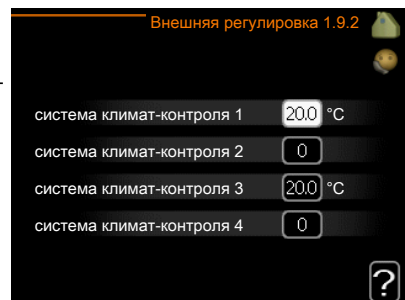 Внешняя регулировка 1.9.2
система климат-контроля 1 20.0 °C
система климат-контроля 2 0
система климат-контроля 3 20.0 °C
система климат-контроля 4 0
?